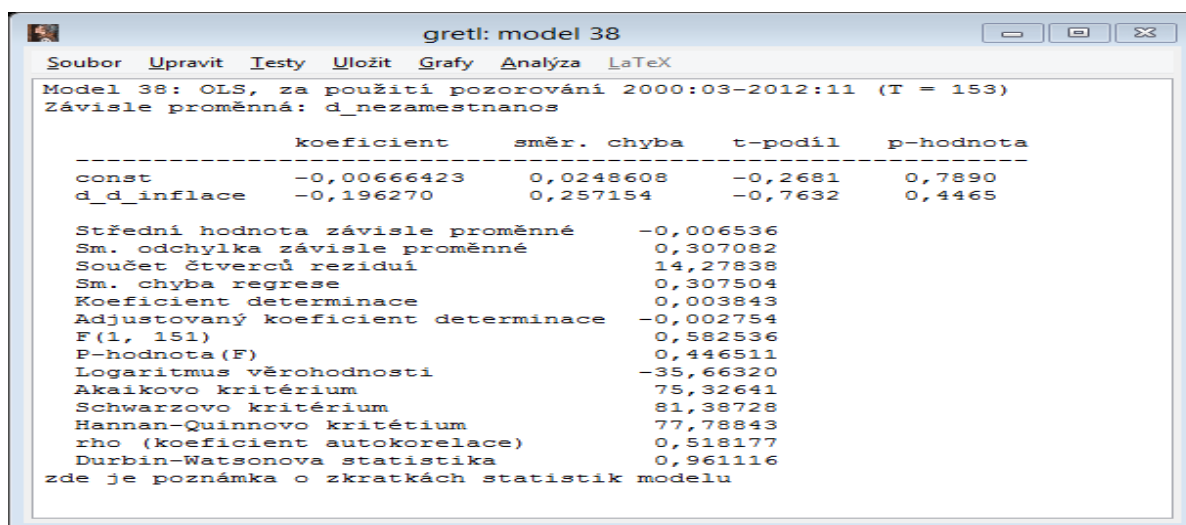 gretl: model 38
Soubor Upravit Testy Uložit Grafy Analýza LaTeX
Model 38: OLS, za použití pozorování 2000:03-2012:11 (T = 153)
Závisle proměnná: d_nezamestnanos
koeficient směr. chyba t-podíl p-hodnota
const -0,00666423 0,0248608 -0,2681 0,7890
d_d_inflace -0,196270 0,257154 -0,7632 0,4465
Střední hodnota závisle proměnné -0,006536
Sm. odchylka závisle proměnné 0,307082
Součet čtverců reziduí 14,27838
Sm. chyba regrese 0,307504
Koeficient determinace 0,003843
Adjustovaný koeficient determinace -0,002754
F(1, 151) 0,582536
P-hodnota(F) 0,446511
Logaritmus věrohodnosti -35,66320
Akaikovo kritérium 75,32641
Schwarzovo kritérium 81,38728
Hannan-Quinnovo kritétium 77,78843
rho (koeficient autokorelace) 0,518177
Durbin-Watsonova statistika 0,961116
zde je poznámka o zkratkách statistik modelu